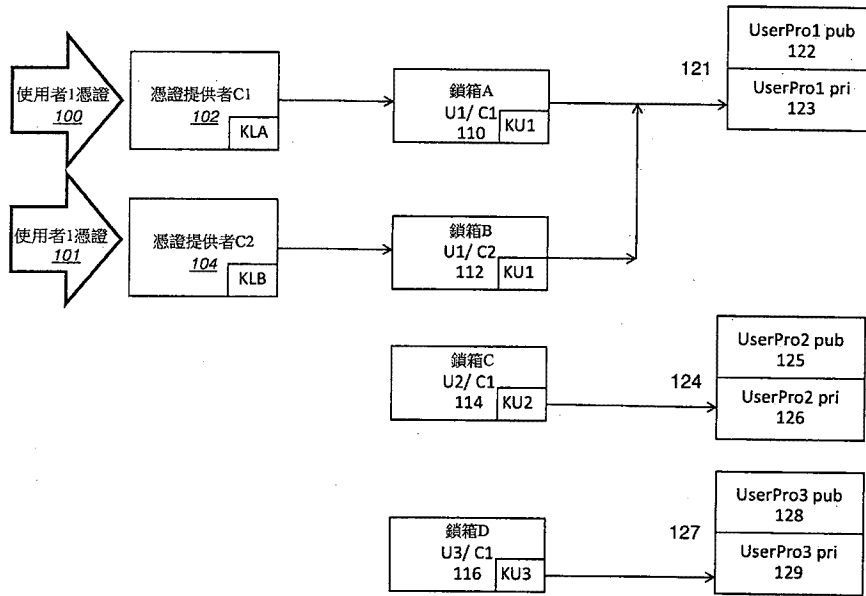 使用者1憑證
100
憑證提供者C1
102
KLA
鎖箱A
U1/ C1
110
KU1
121
UserPro1 pub
122
UserPro1 pri
123
使用者1憑證
101
憑證提供者C2
104
KLB
鎖箱B
U1/ C2
112
KU1
鎖箱C
U2/ C1
114
KU2
124
UserPro2 pub
125
UserPro2 pri
126
鎖箱D
U3/ C1
116
KU3
127
UserPro3 pub
128
UserPro3 pri
129